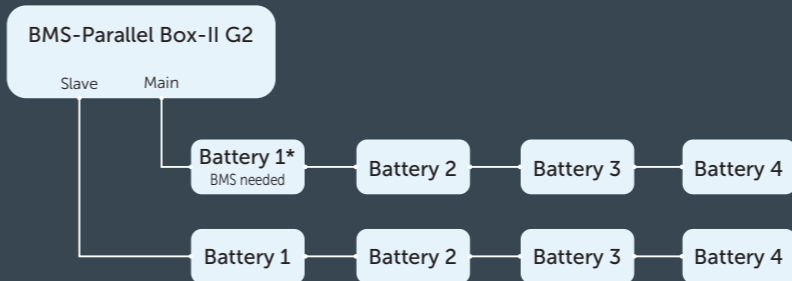 BMS-Parallel Box-II G2
Slave Main
Battery 1*
BMS needed
Battery 2
Battery 3
Battery 4
Battery 1
Battery 2
Battery 3
Battery 4